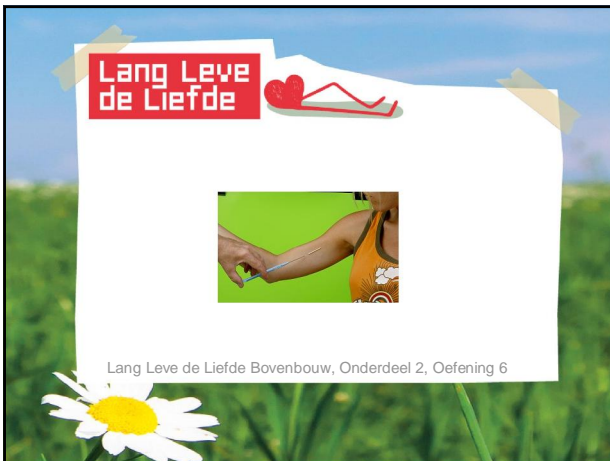 Lang Leve
de Liefde
Lang Leve de Liefde Bovenbouw, Onderdeel 2, Oefening 6